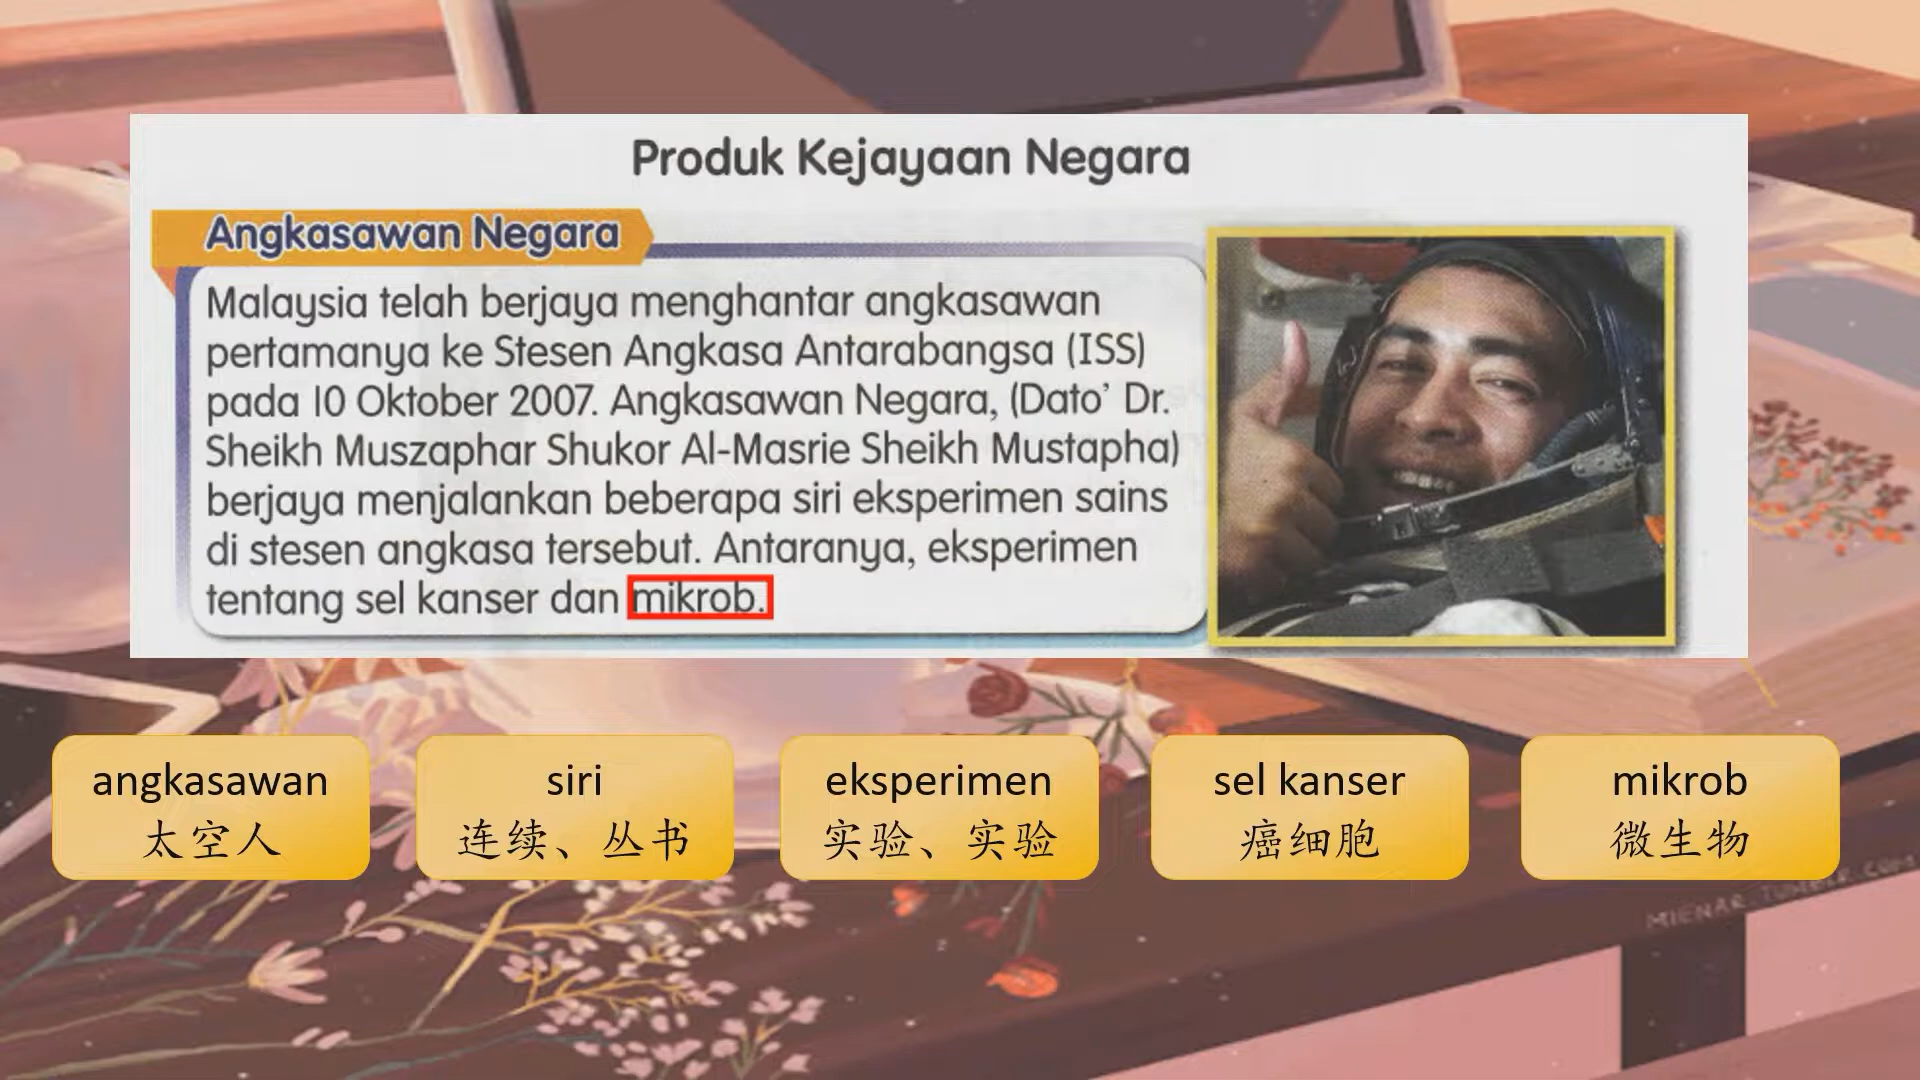 Produk Kejayaan Negara
Angkasawan Negara
Malaysia telah berjaya menghantar angkasawan
pertamanya ke Stesen Angkasa Antarabangsa (ISS)
pada 10 Oktober 2007. Angkasawan Negara, (Dato' Dr.
Sheikh Muszaphar Shukor Al-Masrie Sheikh Mustapha)
berjaya menjalankan beberapa siri eksperimen sains
di stesen angkasa tersebut. Antaranya, eksperimen
tentang sel kanser dan mikrob.
angkasawan
太空人
siri
连续、丛书
eksperimen
实验、实验
sel kanser
癌细胞
mikrob
微生物
MIENAR.TUMBLR.COM